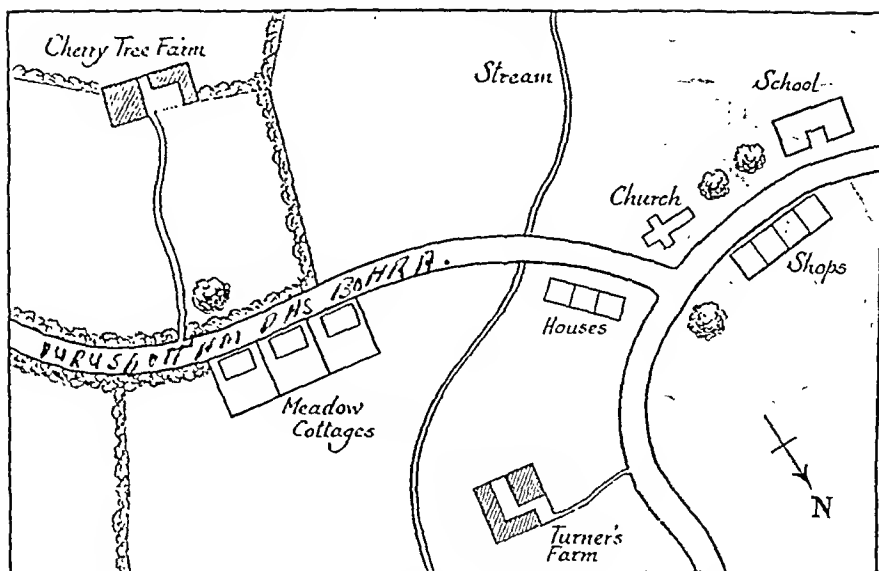 Cherry Tree Farm
Stream
School
Church
Shops
Houses
Meadow
Cottages
Turner's
Farm
N